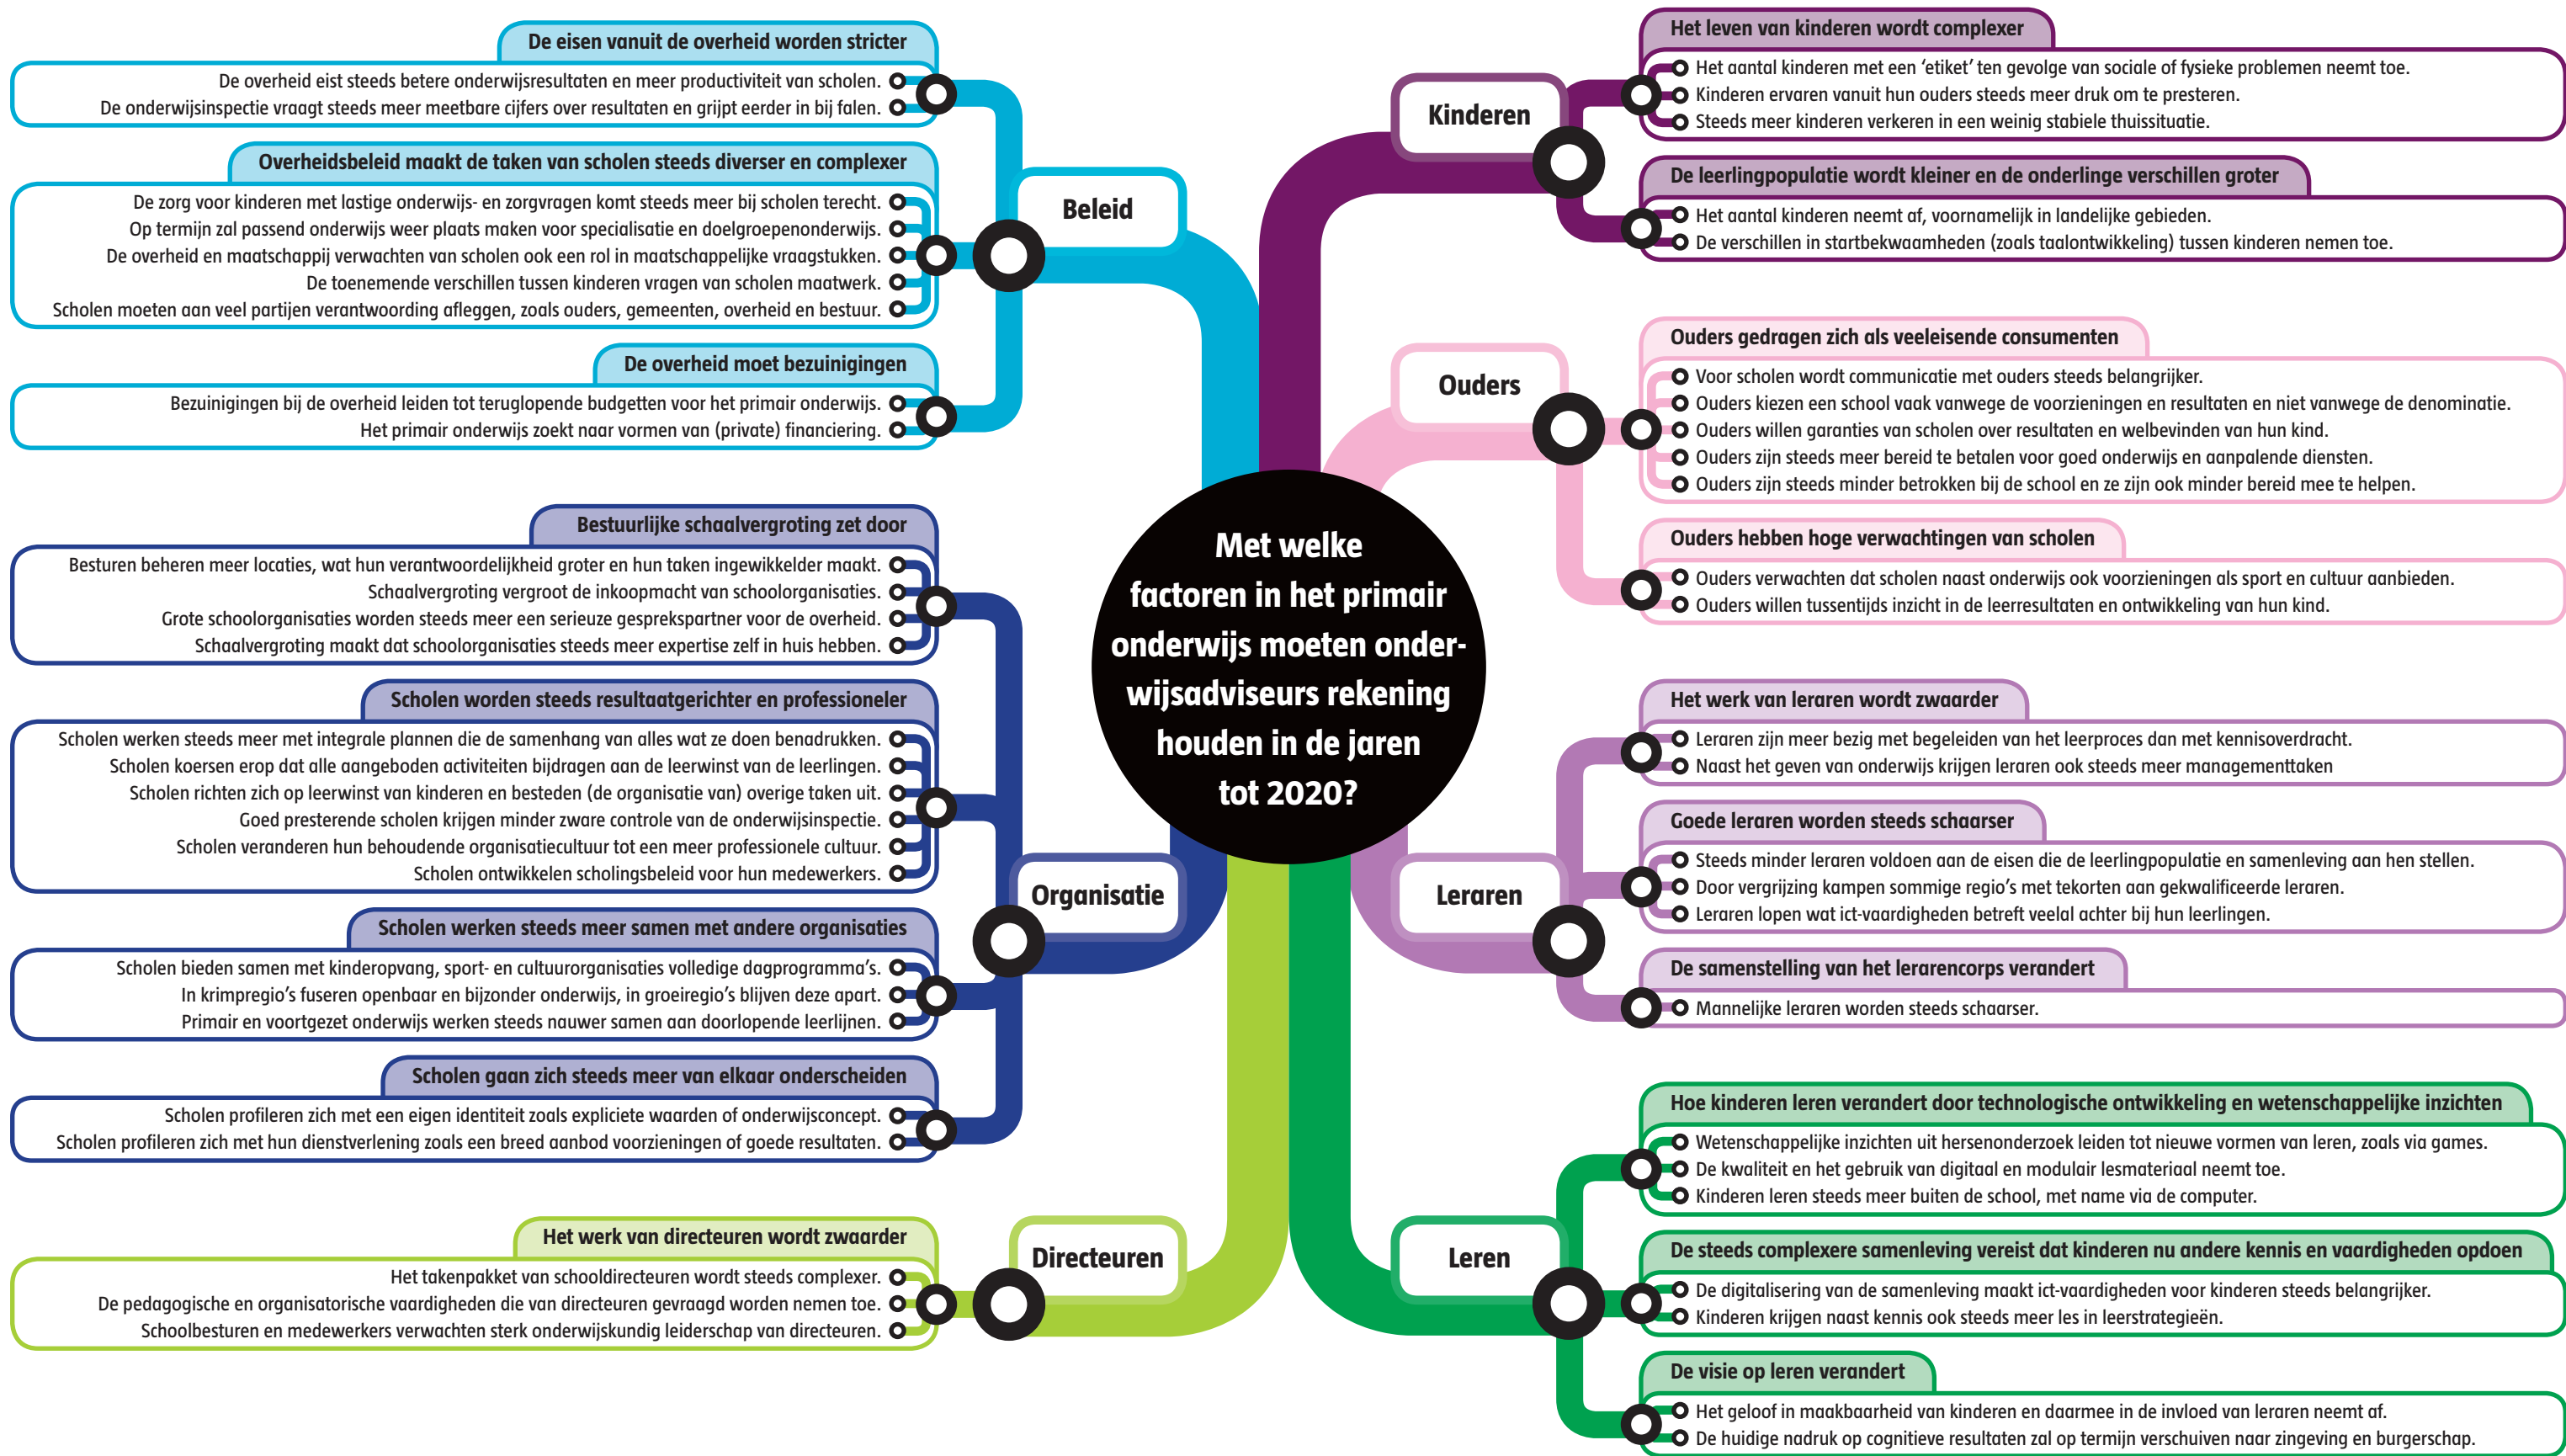 De eisen vanuit de overheid worden stricter
De overheid eist steeds betere onderwijsresultaten en meer productiviteit van scholen.
De onderwijsinspectie vraagt steeds meer meetbare cijfers over resultaten en grijpt eerder in bij falen.
Overheidsbeleid maakt de taken van scholen steeds diverser en complexer
De zorg voor kinderen met lastige onderwijs- en zorgvragen komt steeds meer bij scholen terecht.
Op termijn zal passend onderwijs weer plaats maken voor specialisatie en doelgroepenonderwijs.
De overheid en maatschappij verwachten van scholen ook een rol in maatschappelijke vraagstukken.
De toenemende verschillen tussen kinderen vragen van scholen maatwerk.
Scholen moeten aan veel partijen verantwoording afleggen, zoals ouders, gemeenten, overheid en bestuur.
De overheid moet bezuinigingen
Bezuinigingen bij de overheid leiden tot teruglopende budgetten voor het primair onderwijs.
Het primair onderwijs zoekt naar vormen van (private) financiering.
Beleid
Bestuurlijke schaalvergroting zet door
Besturen beheren meer locaties, wat hun verantwoordelijkheid groter en hun taken ingewikkelder maakt.
Schaalvergroting vergroot de inkoopmacht van schoolorganisaties.
Grote schoolorganisaties worden steeds meer een serieuze gesprekspartner voor de overheid.
Schaalvergroting maakt dat schoolorganisaties steeds meer expertise zelf in huis hebben.
Scholen worden steeds resultaatgerichter en professioneler
Scholen werken steeds meer met integrale plannen die de samenhang van alles wat ze doen benadrukken.
Scholen koersen erop dat alle aangeboden activiteiten bijdragen aan de leerwinst van de leerlingen.
Scholen richten zich op leerwinst van kinderen en besteden (de organisatie van) overige taken uit.
Goed presterende scholen krijgen minder zware controle van de onderwijsinspectie.
Scholen veranderen hun behoudende organisatiecultuur tot een meer professionele cultuur.
Scholen ontwikkelen scholingsbeleid voor hun medewerkers.
Scholen werken steeds meer samen met andere organisaties
Scholen bieden samen met kinderopvang, sport- en cultuurorganisaties volledige dagprogramma's.
In krimpregio's fuseren openbaar en bijzonder onderwijs, in groeiregio's blijven deze apart.
Primair en voortgezet onderwijs werken steeds nauwer samen aan doorlopende leerlijnen.
Scholen gaan zich steeds meer van elkaar onderscheiden
Scholen profileren zich met een eigen identiteit zoals expliciete waarden of onderwijsconcept.
Scholen profileren zich met hun dienstverlening zoals een breed aanbod voorzieningen of goede resultaten.
Organisatie
Het werk van directeuren wordt zwaarder
Het takenpakket van schooldirecteuren wordt steeds complexer.
De pedagogische en organisatorische vaardigheden die van directeuren gevraagd worden nemen toe.
Schoolbesturen en medewerkers verwachten sterk onderwijskundig leiderschap van directeuren.
Directeuren
Met welke
factoren in het primair
onderwijs moeten onder-
wijsadviseurs rekening
houden in de jaren
tot 2020?
Kinderen
Het leven van kinderen wordt complexer
Het aantal kinderen met een 'etiket' ten gevolge van sociale of fysieke problemen neemt toe.
Kinderen ervaren vanuit hun ouders steeds meer druk om te presteren.
Steeds meer kinderen verkeren in een weinig stabiele thuissituatie.
De leerlingpopulatie wordt kleiner en de onderlinge verschillen groter
Het aantal kinderen neemt af, voornamelijk in landelijke gebieden.
De verschillen in startbekwaamheden (zoals taalontwikkeling) tussen kinderen nemen toe.
Ouders
Ouders gedragen zich als veeleisende consumenten
Voor scholen wordt communicatie met ouders steeds belangrijker.
Ouders kiezen een school vaak vanwege de voorzieningen en resultaten en niet vanwege de denominatie.
Ouders willen garanties van scholen over resultaten en welbevinden van hun kind.
Ouders zijn steeds meer bereid te betalen voor goed onderwijs en aanpalende diensten.
Ouders zijn steeds minder betrokken bij de school en ze zijn ook minder bereid mee te helpen.
Ouders hebben hoge verwachtingen van scholen
Ouders verwachten dat scholen naast onderwijs ook voorzieningen als sport en cultuur aanbieden.
Ouders willen tussentijds inzicht in de leerresultaten en ontwikkeling van hun kind.
Leraren
Het werk van leraren wordt zwaarder
Leraren zijn meer bezig met begeleiden van het leerproces dan met kennisoverdracht.
Naast het geven van onderwijs krijgen leraren ook steeds meer managementtaken
Goede leraren worden steeds schaarser
Steeds minder leraren voldoen aan de eisen die de leerlingpopulatie en samenleving aan hen stellen.
Door vergrijzing kampen sommige regio's met tekorten aan gekwalificeerde leraren.
Leraren lopen wat ict-vaardigheden betreft veelal achter bij hun leerlingen.
De samenstelling van het lerarencorps verandert
Mannelijke leraren worden steeds schaarser.
Leren
Hoe kinderen leren verandert door technologische ontwikkeling en wetenschappelijke inzichten
Wetenschappelijke inzichten uit hersenonderzoek leiden tot nieuwe vormen van leren, zoals via games.
De kwaliteit en het gebruik van digitaal en modulair lesmateriaal neemt toe.
Kinderen leren steeds meer buiten de school, met name via de computer.
De steeds complexere samenleving vereist dat kinderen nu andere kennis en vaardigheden opdoen
De digitalisering van de samenleving maakt ict-vaardigheden voor kinderen steeds belangrijker.
Kinderen krijgen naast kennis ook steeds meer les in leerstrategieën.
De visie op leren verandert
Het geloof in maakbaarheid van kinderen en daarmee in de invloed van leraren neemt af.
De huidige nadruk op cognitieve resultaten zal op termijn verschuiven naar zingeving en burgerschap.